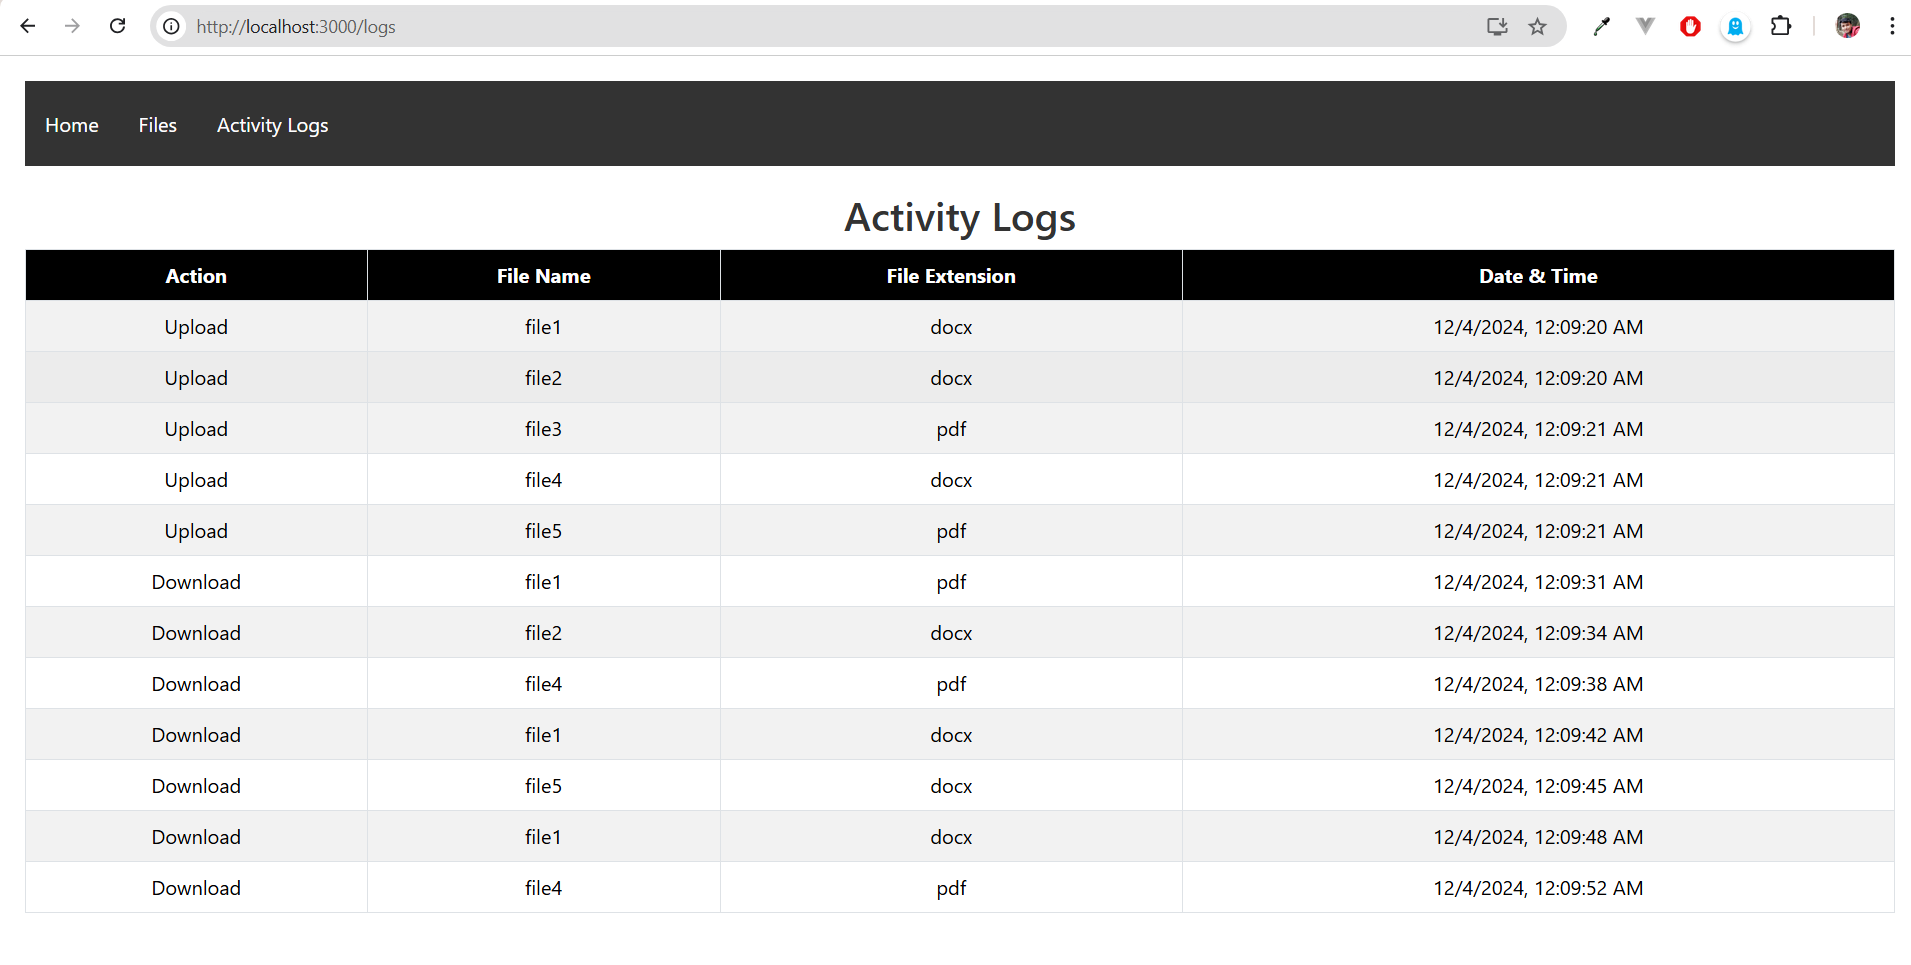 http://localhost:3000/logs
Home Files Activity Logs
Activity Logs
Action File Name File Extension Date & Time
Upload file1 docx 12/4/2024, 12:09:20 AM
Upload file2 docx 12/4/2024, 12:09:20 AM
Upload file3 pdf 12/4/2024, 12:09:21 AM
Upload file4 docx 12/4/2024, 12:09:21 AM
Upload file5 pdf 12/4/2024, 12:09:21 AM
Download file1 pdf 12/4/2024, 12:09:31 AM
Download file2 docx 12/4/2024, 12:09:34 AM
Download file4 pdf 12/4/2024, 12:09:38 AM
Download file1 docx 12/4/2024, 12:09:42 AM
Download file5 docx 12/4/2024, 12:09:45 AM
Download file1 docx 12/4/2024, 12:09:48 AM
Download file4 pdf 12/4/2024, 12:09:52 AM